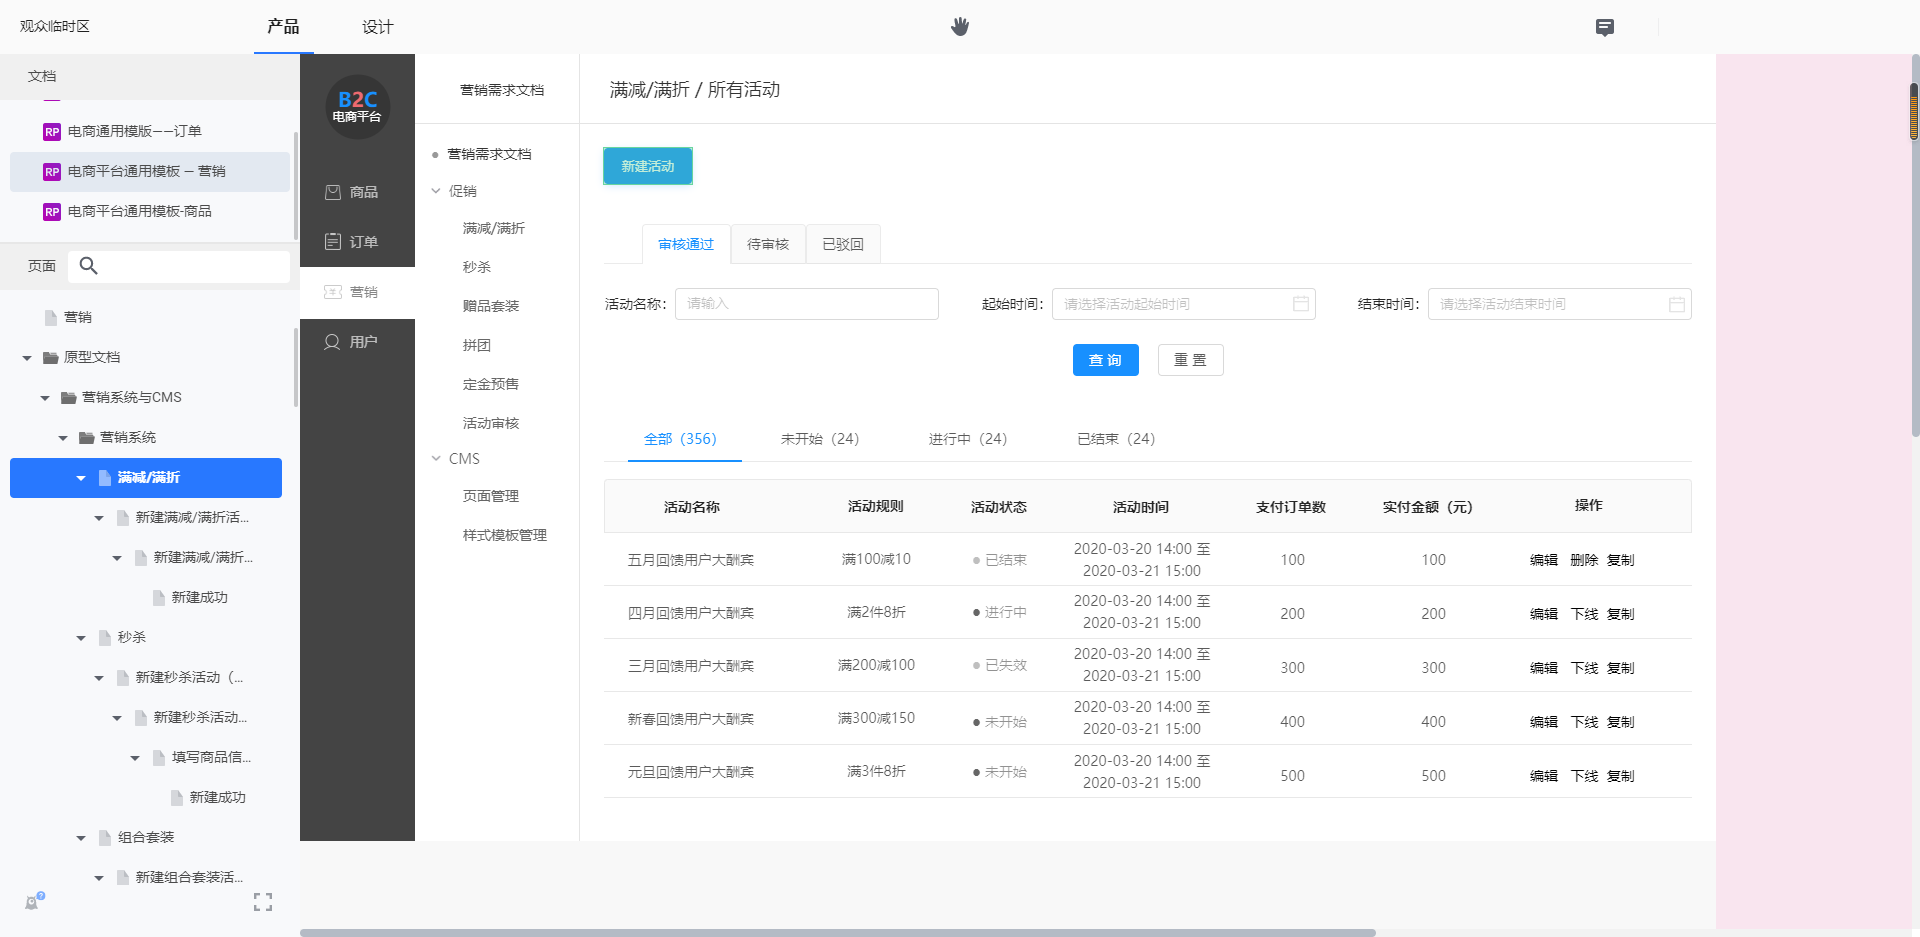 观众临时区
产品
设计
文档
RP 电商通用模版——订单
RP 电商平台通用模板 — 营销
RP 电商平台通用模板-商品
页面
营销
原型文档
营销系统与CMS
营销系统
满减/满折
新建满减/满折活...
新建满减/满折...
新建成功
秒杀
新建秒杀活动（...
新建秒杀活动...
填写商品信...
新建成功
组合套装
新建组合套装活...
B2C
电商平台
商品
订单
营销
用户
营销需求文档
营销需求文档
促销
满减/满折
秒杀
赠品套装
拼团
定金预售
活动审核
CMS
页面管理
样式模板管理
满减/满折 / 所有活动
新建活动
审核通过 待审核 已驳回
活动名称： 请输入 起始时间： 请选择活动起始时间 结束时间： 请选择活动结束时间
查 询 重 置
全部（356） 未开始（24） 进行中（24） 已结束（24）
活动名称 活动规则 活动状态 活动时间 支付订单数 实付金额（元） 操作
五月回馈用户大酬宾 满100减10 已结束 2020-03-20 14:00 至 2020-03-21 15:00 100 100 编辑 删除 复制
四月回馈用户大酬宾 满2件8折 进行中 2020-03-20 14:00 至 2020-03-21 15:00 200 200 编辑 下线 复制
三月回馈用户大酬宾 满200减100 已失效 2020-03-20 14:00 至 2020-03-21 15:00 300 300 编辑 下线 复制
新春回馈用户大酬宾 满300减150 未开始 2020-03-20 14:00 至 2020-03-21 15:00 400 400 编辑 下线 复制
元旦回馈用户大酬宾 满3件8折 未开始 2020-03-20 14:00 至 2020-03-21 15:00 500 500 编辑 下线 复制